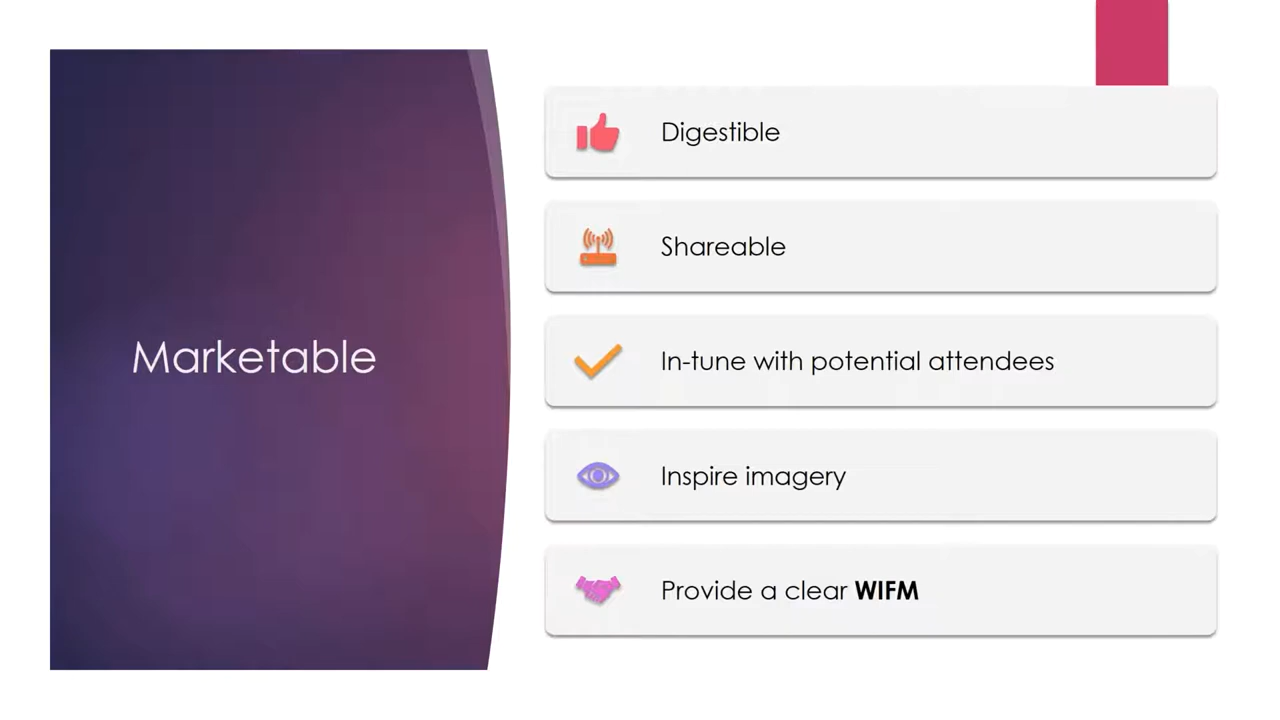 Marketable
Digestible
Shareable
In-tune with potential attendees
Inspire imagery
Provide a clear WIFM